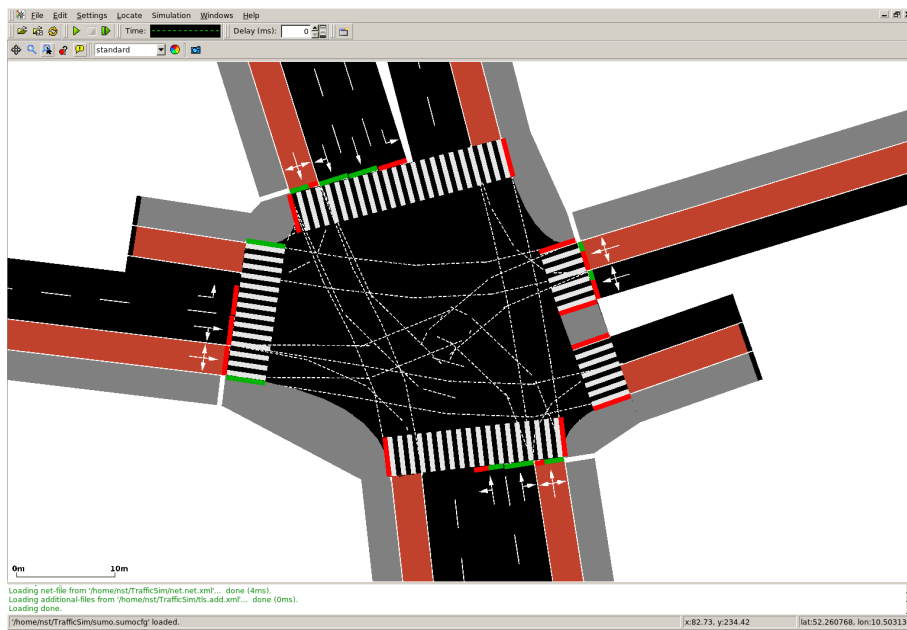 File Edit Settings Locate Simulation Windows Help
Time: Delay (ms): 0
standard
0m 10m
Loading net-file from '/home/nst/TrafficSim/net.net.xml'... done (4ms).
Loading additional-files from '/home/nst/TrafficSim/tls.add.xml'... done (0ms).
Loading done.
'/home/nst/TrafficSim/sumo.sumocfg' loaded. x:82.73, y:234.42 lat:52.260768, lon:10.50313